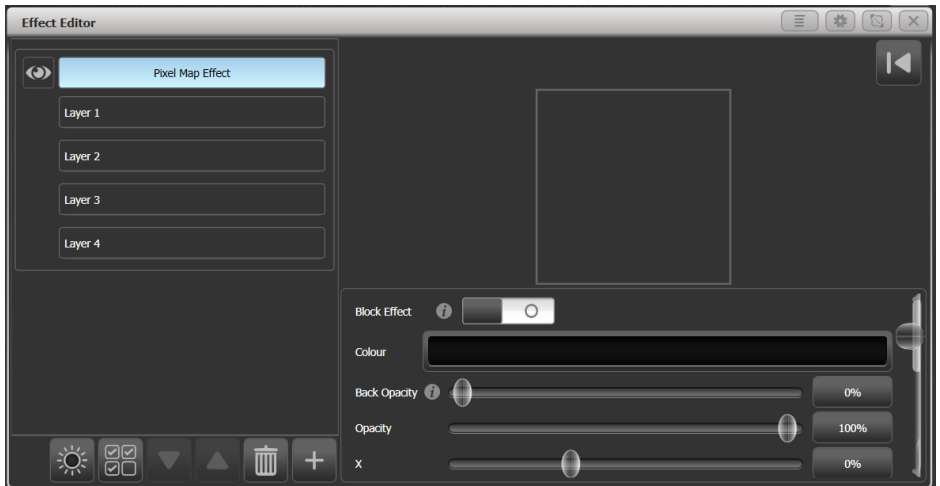 Effect Editor
Pixel Map Effect
Layer 1
Layer 2
Layer 3
Layer 4
Block Effect
Colour
Back Opacity 0%
Opacity 100%
X 0%